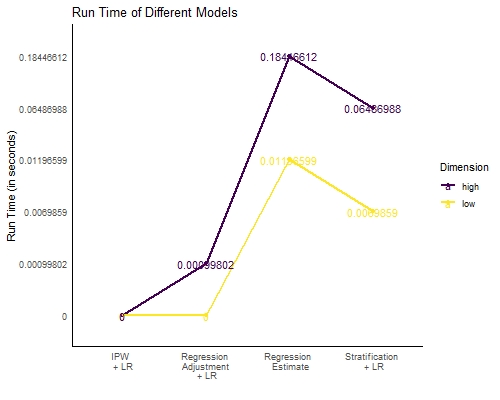 Run Time of Different Models
Run Time (in seconds)
0.18446612
0.06486988
0.01196599
0.0069859
0.00099802
0
0.18446612
0.06486988
0.01196599
0.0069859
0.00099802
0
0
IPW
+ LR
Regression
Adjustment
+ LR
Regression
Estimate
Stratification
+ LR
Dimension
a high
a low